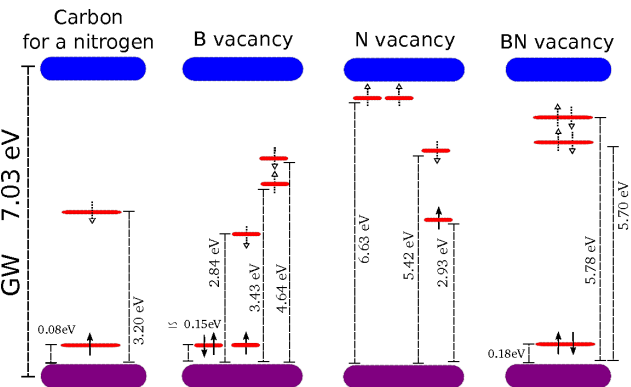 Carbon
for a nitrogen
B vacancy
N vacancy
BN vacancy
GW 7.03 eV
0.08eV
3.20 eV
0.15eV
2.84 eV
3.43 eV
4.64 eV
6.63 eV
5.42 eV
2.93 eV
0.18eV
5.78 eV
5.70 eV